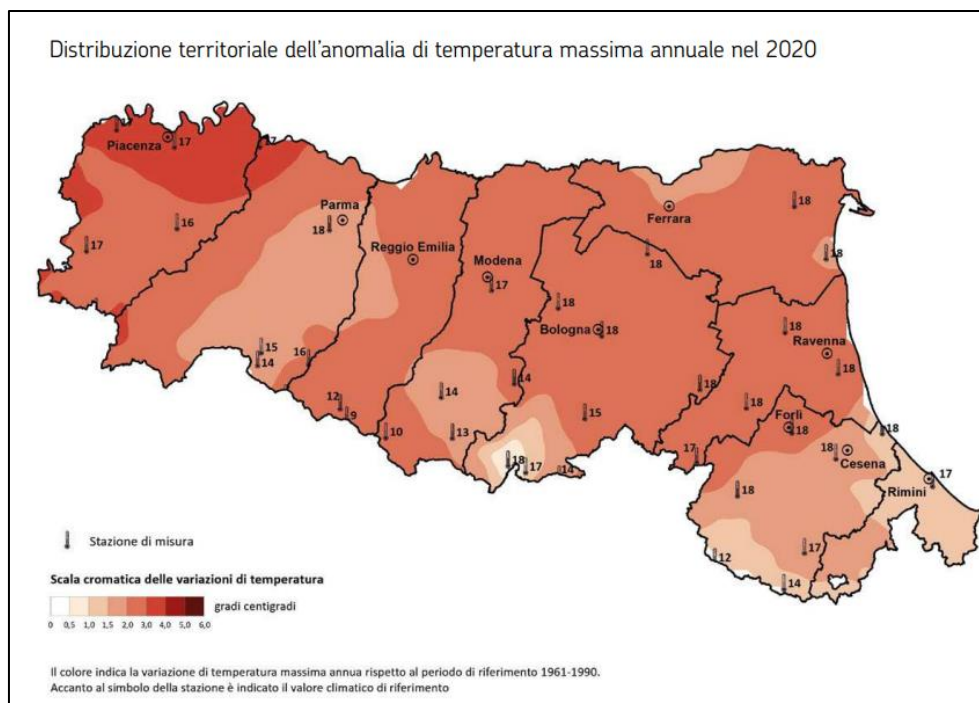 Distribuzione territoriale dell'anomalia di temperatura massima annuale nel 2020
Piacenza
17
17
16
17
Parma
18
Reggio Emilia
Modena
17
Ferrara
18
18
18
18
Bologna
18
18
Ravenna
18
15
14
16
12
9
10
14
13
14
15
18
17
14
18
18
17
Forlì
18
18
Cesena
18
17
Rimini
18
12
17
14
Stazione di misura
Scala cromatica delle variazioni di temperatura
gradi centigradi
0 0,5 1,0 1,5 2,0 3,0 4,0 5,0 6,0
Il colore indica la variazione di temperatura massima annua rispetto al periodo di riferimento 1961-1990.
Accanto al simbolo della stazione è indicato il valore climatico di riferimento